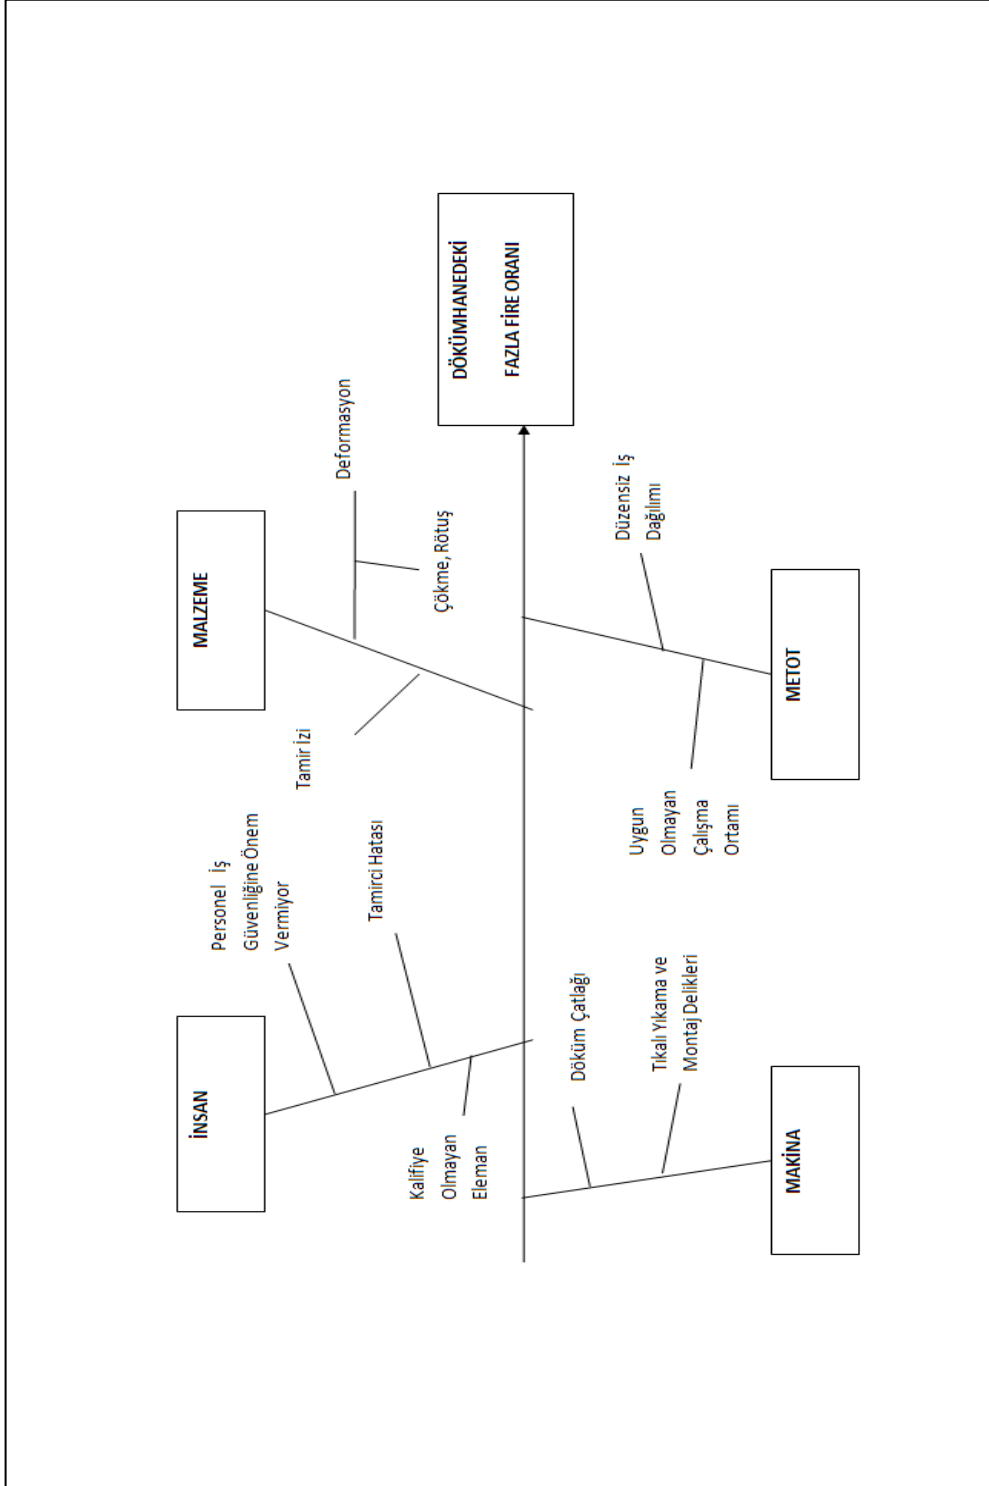 İNSAN
Personel İş
Güvenliğine Önem
Vermiyor
Tamirci Hatası
Kalifiye
Olmayan
Eleman
MALZEME
Tamir izi
Deformasyon
Çökme, Rötuş
DÖKÜMHANEDEKİ
FAZLA FİRE ORANI
MAKİNA
Döküm Çatlağı
Tıkalı Yıkama ve
Montaj Delikleri
METOT
Uygun
Olmayan
Çalışma
Ortamı
Düzensiz İş
Dağılımı